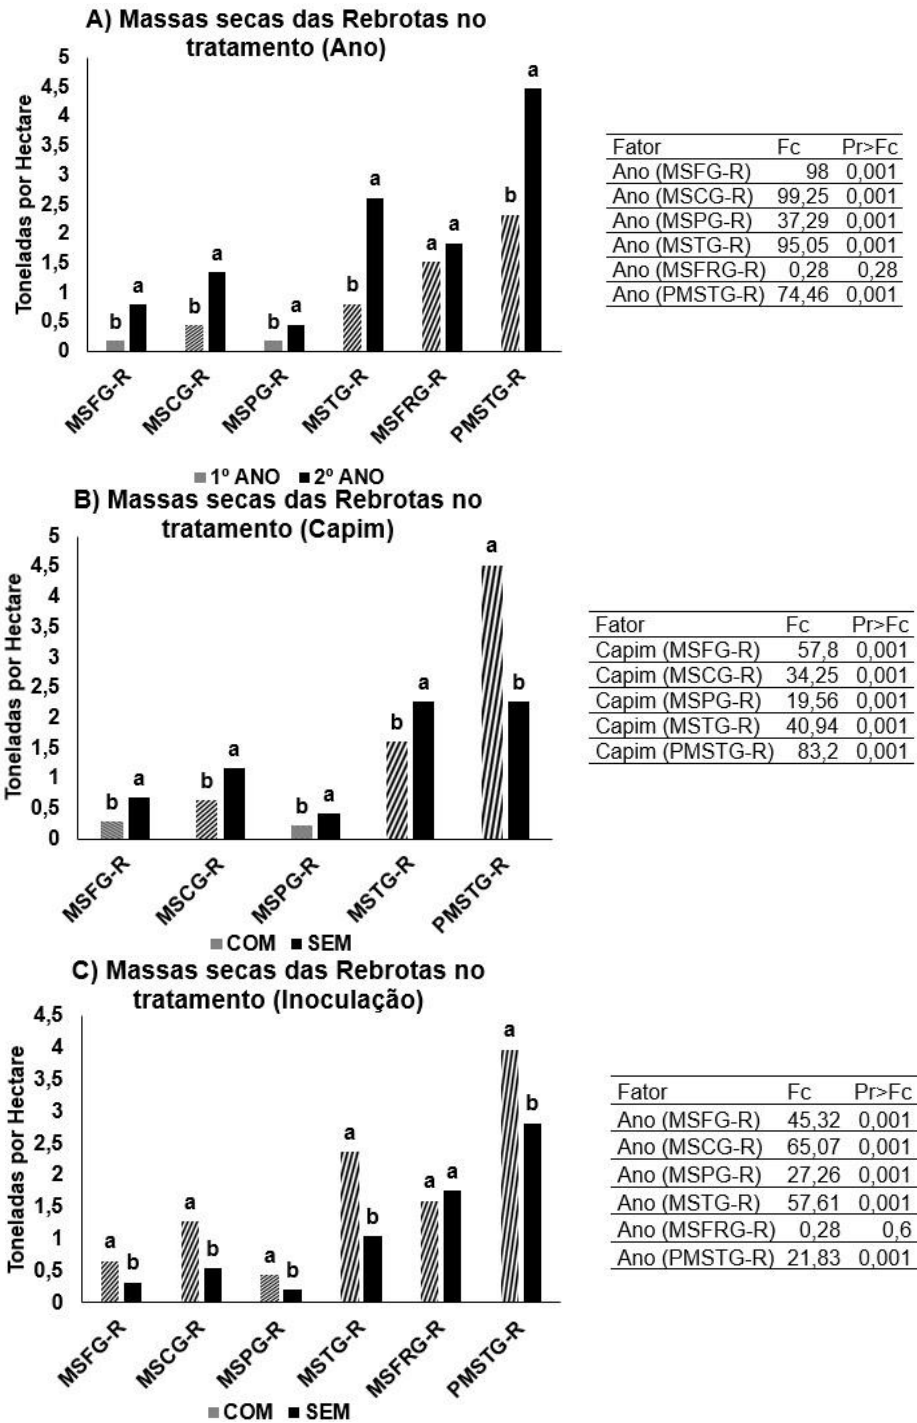 A) Massas secas das Rebrotas no
tratamento (Ano)
Toneladas por Hectare
5
4,5
4
3,5
3
2,5
2
1,5
1
0,5
0
b a b a b a b a a a b a
MSFG-R MSCG-R MSPG-R MSTG-R MSFRG-R PMSTG-R
1º ANO 2º ANO
Fator Fc Pr>Fc
Ano (MSFG-R) 98 0,001
Ano (MSCG-R) 99,25 0,001
Ano (MSPG-R) 37,29 0,001
Ano (MSTG-R) 95,05 0,001
Ano (MSFRG-R) 0,28 0,28
Ano (PMSTG-R) 74,46 0,001
B) Massas secas das Rebrotas no
tratamento (Capim)
Toneladas por Hectare
5
4,5
4
3,5
3
2,5
2
1,5
1
0,5
0
b a b a b a b a a b
MSFG-R MSCG-R MSPG-R MSTG-R PMSTG-R
COM SEM
Fator Fc Pr>Fc
Capim (MSFG-R) 57,8 0,001
Capim (MSCG-R) 34,25 0,001
Capim (MSPG-R) 19,56 0,001
Capim (MSTG-R) 40,94 0,001
Capim (PMSTG-R) 83,2 0,001
C) Massas secas das Rebrotas no
tratamento (Inoculação)
Toneladas por Hectare
4,5
4
3,5
3
2,5
2
1,5
1
0,5
0
a b a b a b a b a a a b
MSFG-R MSCG-R MSPG-R MSTG-R MSFRG-R PMSTG-R
COM SEM
Fator Fc Pr>Fc
Ano (MSFG-R) 45,32 0,001
Ano (MSCG-R) 65,07 0,001
Ano (MSPG-R) 27,26 0,001
Ano (MSTG-R) 57,61 0,001
Ano (MSFRG-R) 0,28 0,6
Ano (PMSTG-R) 21,83 0,001